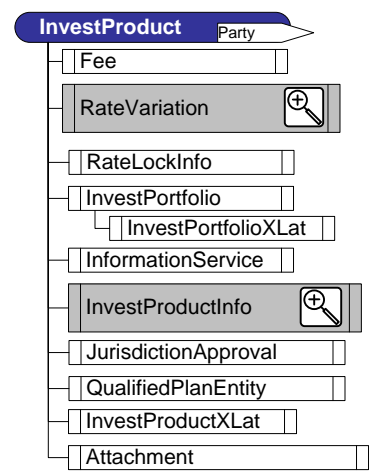 InvestProduct
Party
Fee
RateVariation
RateLockInfo
InvestPortfolio
InvestPortfolioXLat
InformationService
InvestProductInfo
JurisdictionApproval
QualifiedPlanEntity
InvestProductXLat
Attachment